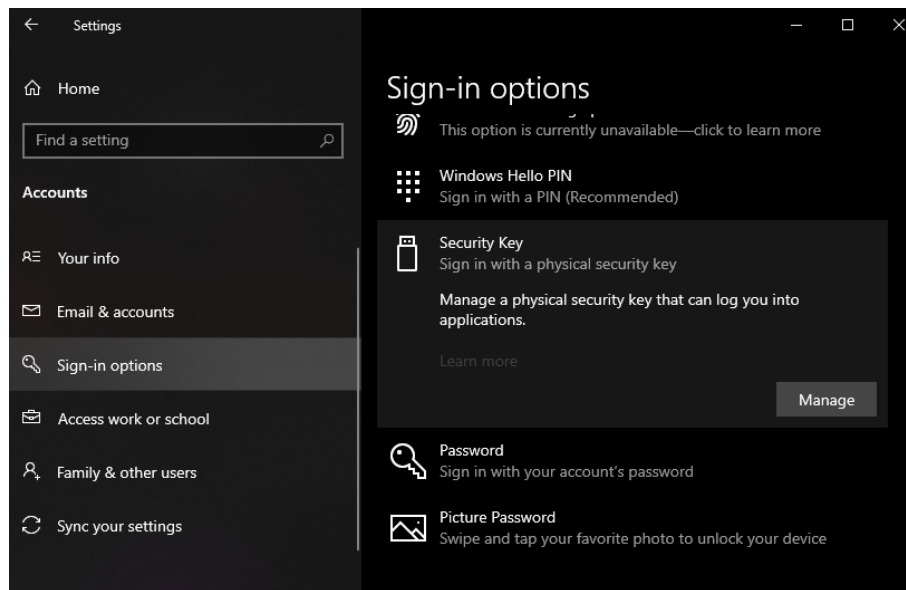 Settings
Home
Find a setting
Accounts
Your info
Email & accounts
Sign-in options
Access work or school
Family & other users
Sync your settings
Sign-in options
This option is currently unavailable—click to learn more
Windows Hello PIN
Sign in with a PIN (Recommended)
Security Key
Sign in with a physical security key
Manage a physical security key that can log you into
applications.
Learn more
Manage
Password
Sign in with your account's password
Picture Password
Swipe and tap your favorite photo to unlock your device